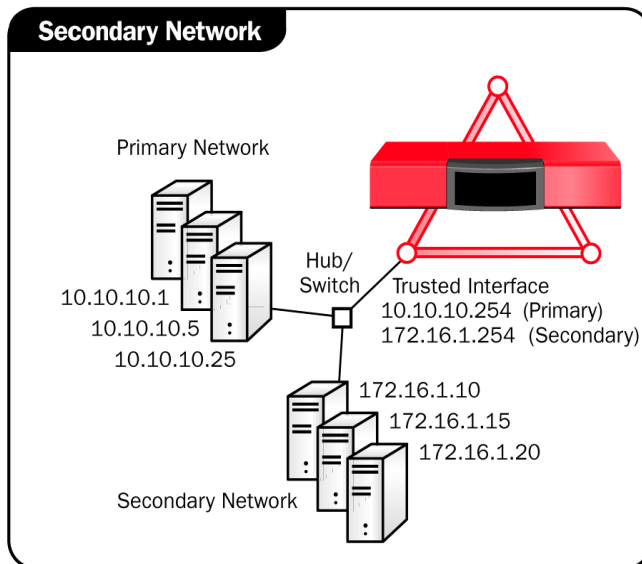 Secondary Network
Primary Network
10.10.10.1
10.10.10.5
10.10.10.25
Hub/
Switch
Trusted Interface
10.10.10.254 (Primary)
172.16.1.254 (Secondary)
172.16.1.10
172.16.1.15
172.16.1.20
Secondary Network